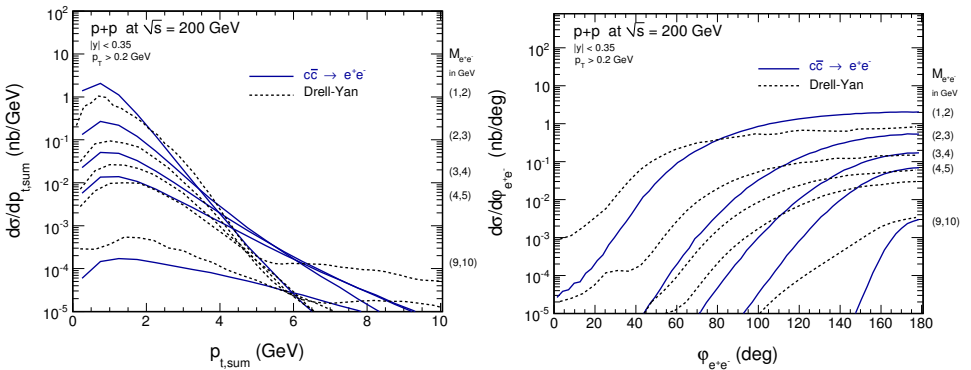 p+p at √s = 200 GeV
|y| < 0.35
p_T > 0.2 GeV
cc̄ → e⁺e⁻
Drell-Yan
M_e⁺e⁻
in GeV
(1,2)
(2,3)
(3,4)
(4,5)
(9,10)
10²
10
1
10⁻¹
10⁻²
10⁻³
10⁻⁴
10⁻⁵
dσ/dp_t,sum (nb/GeV)
0 2 4 6 8 10
p_t,sum (GeV)
p+p at √s = 200 GeV
|y| < 0.35
p_T > 0.2 GeV
cc̄ → e⁺e⁻
Drell-Yan
M_e⁺e⁻
in GeV
(1,2)
(2,3)
(3,4)
(4,5)
(9,10)
10²
10
1
10⁻¹
10⁻²
10⁻³
10⁻⁴
10⁻⁵
dσ/dφ_e⁺e⁻ (nb/deg)
0 20 40 60 80 100 120 140 160 180
φ_e⁺e⁻ (deg)